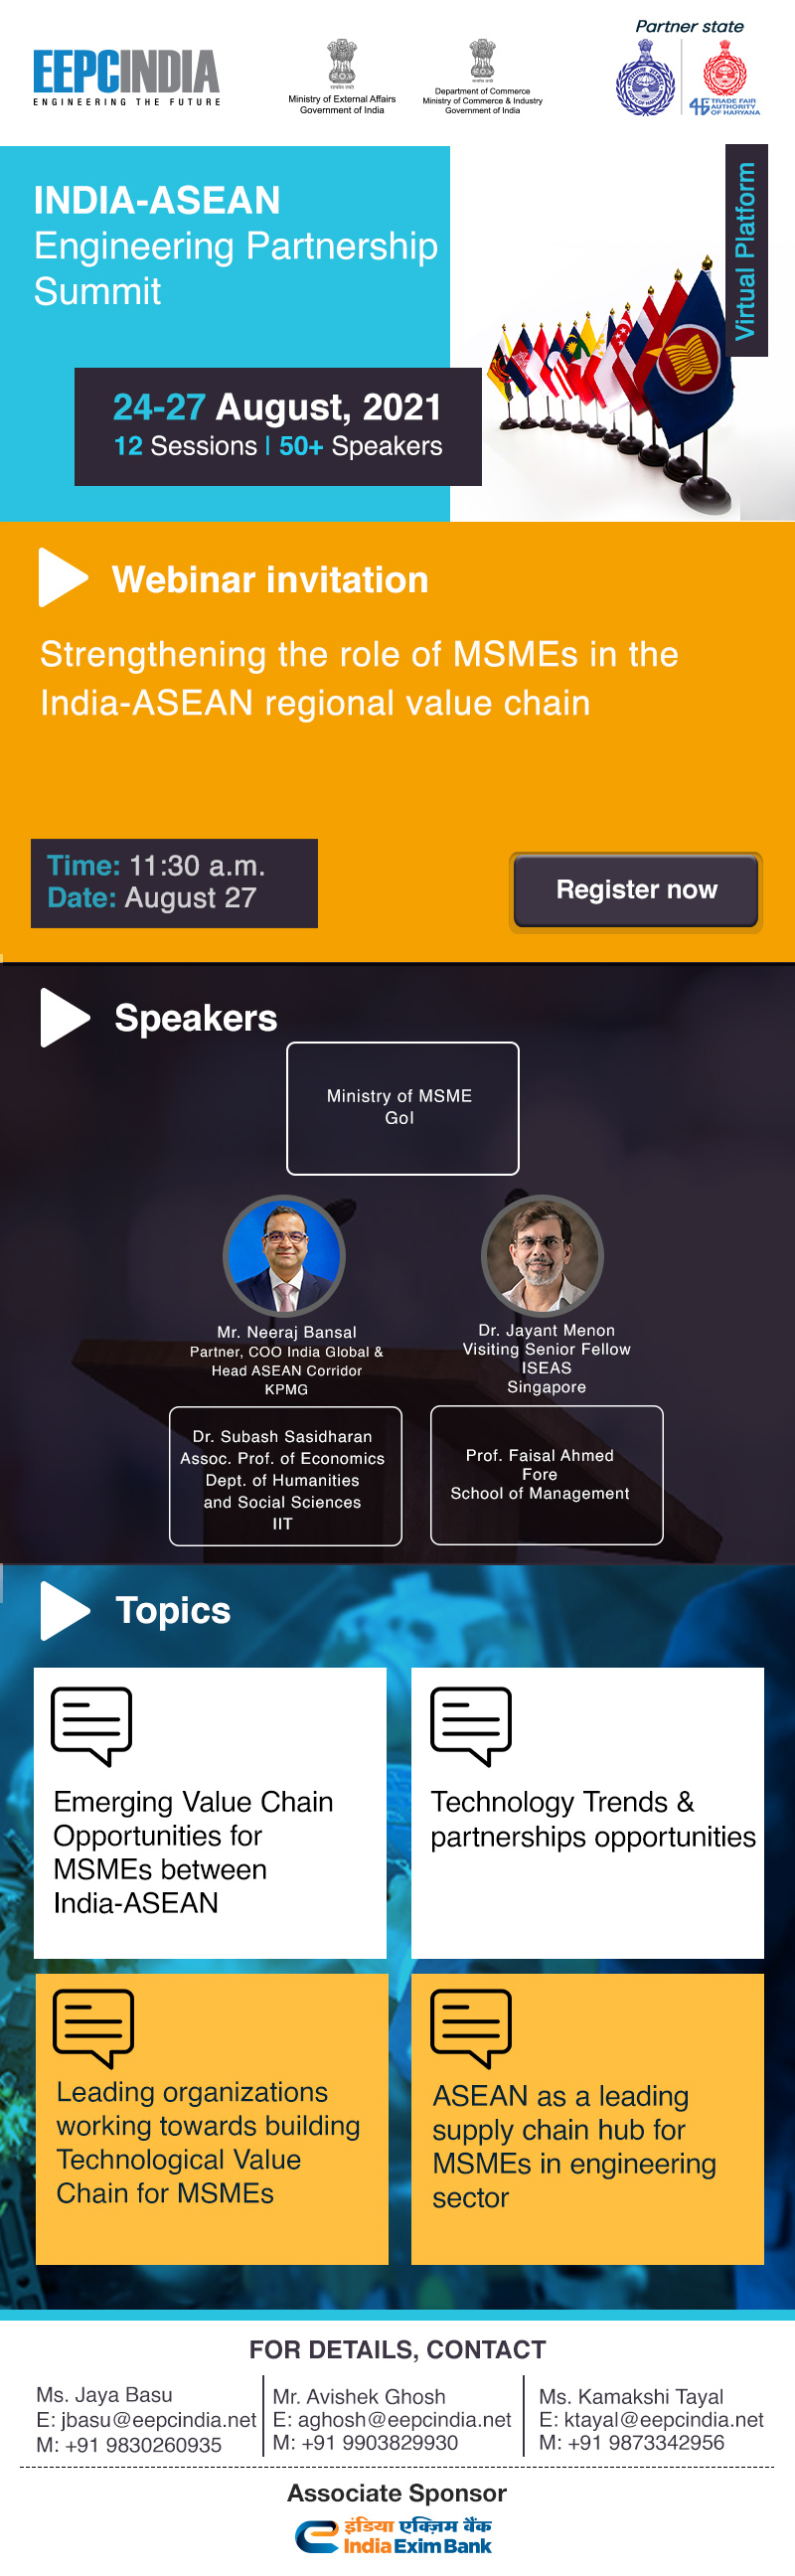 Partner state
EEPCINDIA
ENGINEERING THE FUTURE
Ministry of External Affairs
Government of India
Department of Commerce
Ministry of Commerce & Industry
Government of India
TRADE FAIR
AUTHORITY
OF HARYANA
Virtual Platform
INDIA-ASEAN
Engineering Partnership
Summit
24-27 August, 2021
12 Sessions | 50+ Speakers
Webinar invitation
Strengthening the role of MSMEs in the
India-ASEAN regional value chain
Time: 11:30 a.m.
Date: August 27
Register now
Speakers
Ministry of MSME
GoI
Mr. Neeraj Bansal
Partner, COO India Global &
Head ASEAN Corridor
KPMG
Dr. Jayant Menon
Visiting Senior Fellow
ISEAS
Singapore
Dr. Subash Sasidharan
Assoc. Prof. of Economics
Dept. of Humanities
and Social Sciences
IIT
Prof. Faisal Ahmed
Fore
School of Management
Topics
Emerging Value Chain
Opportunities for
MSMEs between
India-ASEAN
Technology Trends &
partnerships opportunities
Leading organizations
working towards building
Technological Value
Chain for MSMEs
ASEAN as a leading
supply chain hub for
MSMEs in engineering
sector
FOR DETAILS, CONTACT
Ms. Jaya Basu
E: jbasu@eepcindia.net
M: +91 9830260935
Mr. Avishek Ghosh
E: aghosh@eepcindia.net
M: +91 9903829930
Ms. Kamakshi Tayal
E: ktayal@eepcindia.net
M: +91 9873342956
Associate Sponsor
इंडिया एक्ज़िम बैंक
India Exim Bank